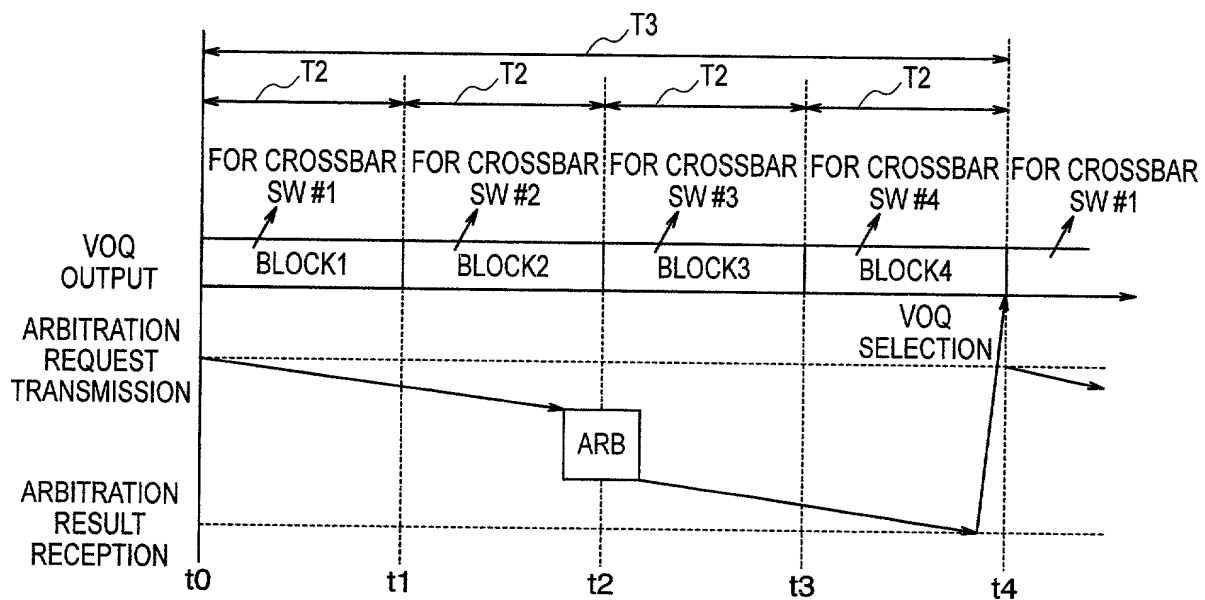 T3
T2 T2 T2 T2
FOR CROSSBAR SW #1
FOR CROSSBAR SW #2
FOR CROSSBAR SW #3
FOR CROSSBAR SW #4
FOR CROSSBAR SW #1
VOQ OUTPUT
BLOCK1 BLOCK2 BLOCK3 BLOCK4
ARBITRATION REQUEST TRANSMISSION
VOQ SELECTION
ARB
ARBITRATION RESULT RECEPTION
t0 t1 t2 t3 t4